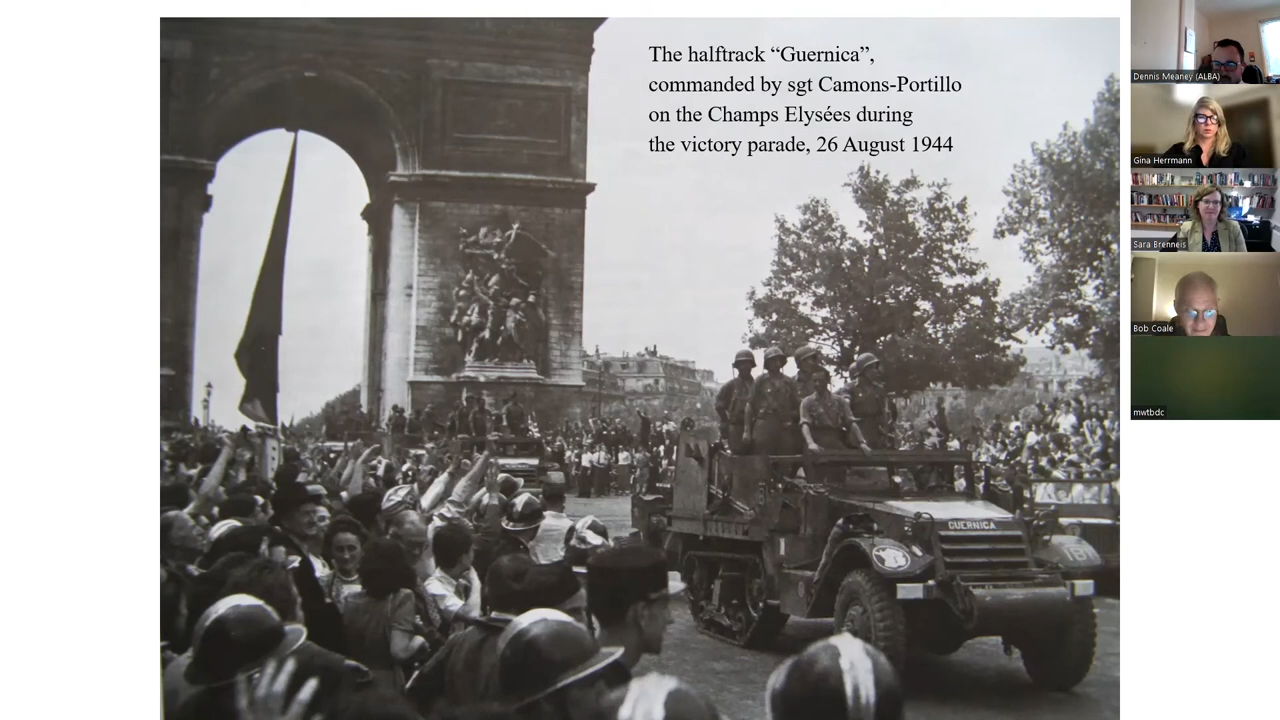 The halftrack “Guernica”,
commanded by sgt Camons-Portillo
on the Champs Elysées during
the victory parade, 26 August 1944
GUERNICA
Dennis Meaney (ALBA)
Gina Herrmann
Sara Brenneis
Bob Coale
mwtbdc